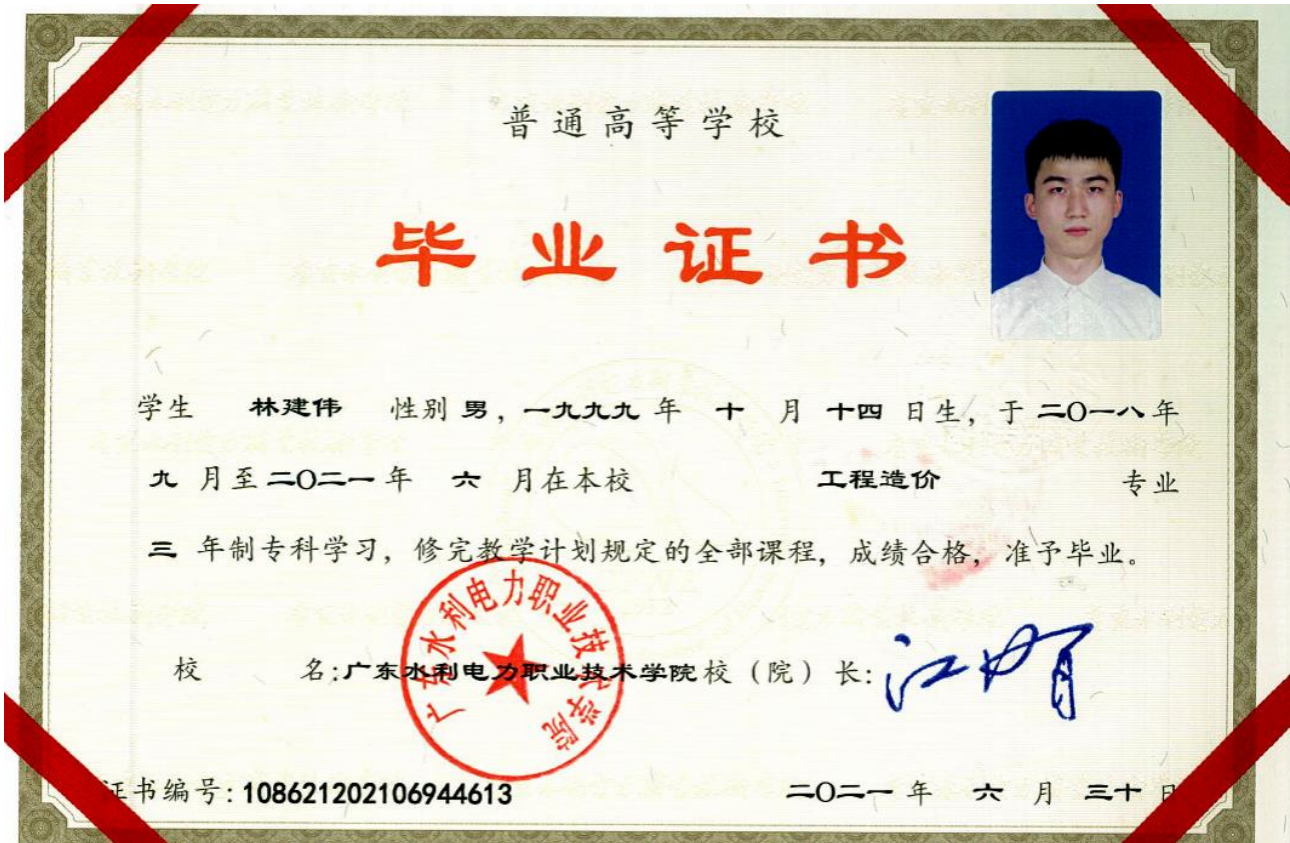 普通高等学校
毕业证书
学生 林建伟 性别 男，一九九九 年 十 月 十四 日生，于 二〇一八 年
九 月至 二〇二一 年 六 月在本校 工程造价 专业
三 年制专科学习，修完教学计划规定的全部课程，成绩合格，准予毕业。
广东水利电力职业技术学院
校 名：广东水利电力职业技术学院 校（院）长：
证书编号：108621202106944613 二〇二一 年 六 月 三十 日